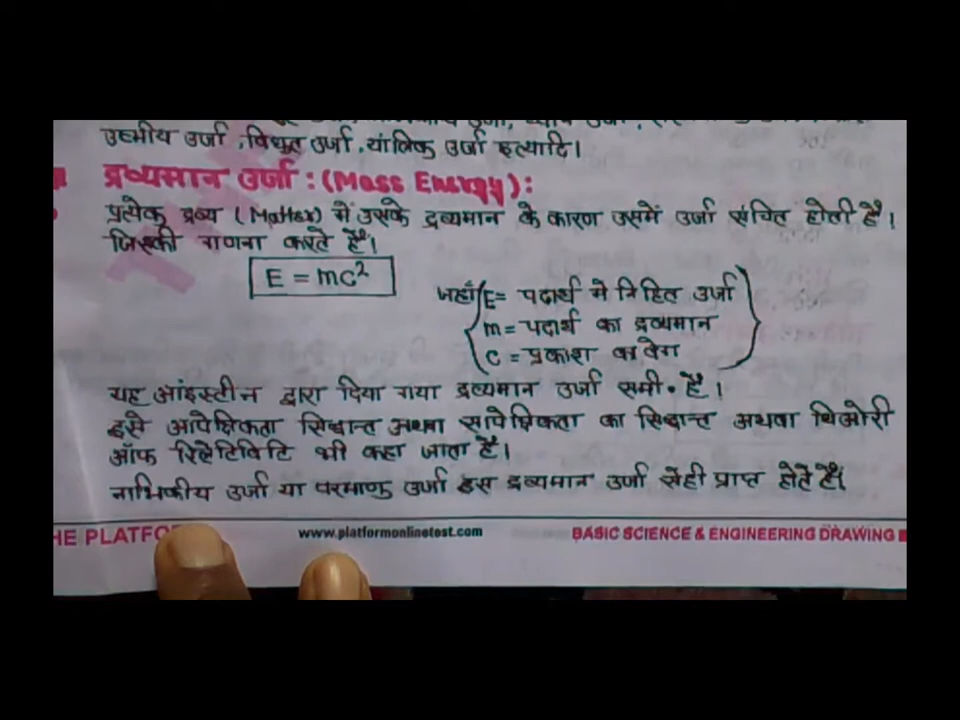 उष्मीय उर्जा, विधुत उर्जा, यांत्रिक उर्जा इत्यादि।
द्रव्यमान उर्जा : (Mass Energy):
प्रत्येक द्रव्य (Matter) में उसके द्रव्यमान के कारण उसमें उर्जा संचित होती है।
जिसकी गणना करते हैं।
E = mc²
जहाँ E = पदार्थ में निहित उर्जा
m = पदार्थ का द्रव्यमान
c = प्रकाश का वेग
यह आंइस्टीन द्वारा दिया गया द्रव्यमान उर्जा समी॰ है।
इसे आपेक्षिकता सिद्धान्त अथवा सापेक्षिकता का सिद्धान्त अथवा थिओरी
ऑफ रिलेटिविटि भी कहा जाता है।
नाभिकीय उर्जा या परमाणु उर्जा इस द्रव्यमान उर्जा सेही प्राप्त होते हैं।
HE PLATFO www.platformonlinetest.com BASIC SCIENCE & ENGINEERING DRAWING